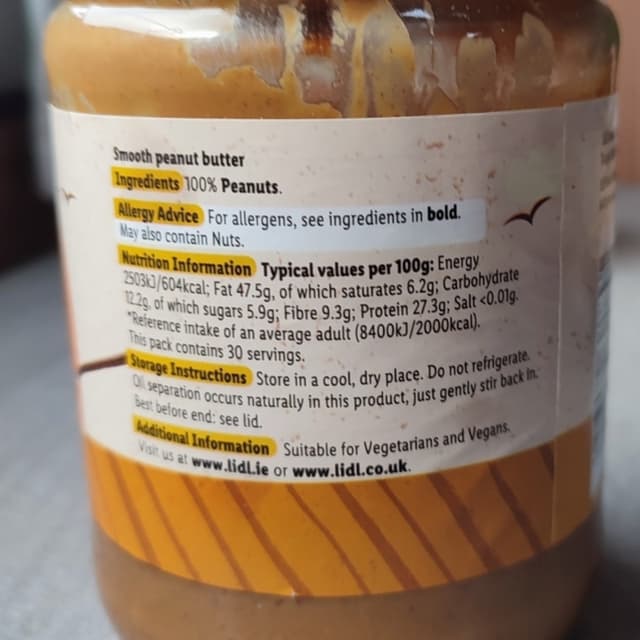 Smooth peanut butter
Ingredients 100% Peanuts.
Allergy Advice For allergens, see ingredients in bold.
May also contain Nuts.
Nutrition Information Typical values per 100g: Energy
2503kJ/604kcal; Fat 47.5g, of which saturates 6.2g; Carbohydrate
12.2g, of which sugars 5.9g; Fibre 9.3g; Protein 27.3g; Salt <0.01g.
*Reference intake of an average adult (8400kJ/2000kcal).
This pack contains 30 servings.
Storage Instructions Store in a cool, dry place. Do not refrigerate.
Oil separation occurs naturally in this product, just gently stir back in.
Best before end: see lid.
Additional Information Suitable for Vegetarians and Vegans.
Visit us at www.lidl.ie or www.lidl.co.uk.